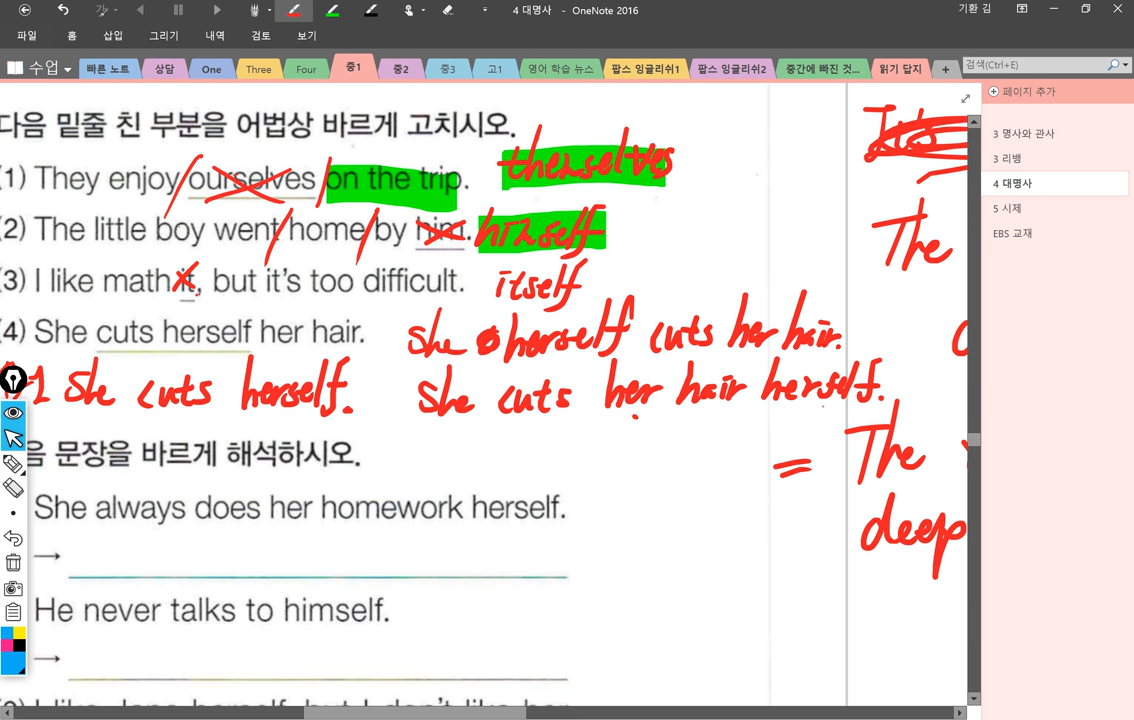 4 대명사 - OneNote 2016
기환 김
파일 홈 삽입 그리기 내역 검토 보기
수업 빠른 노트 상담 One Three Four 중1 중2 중3 고1 영어 학습 뉴스 팝스 잉글리쉬1 팝스 잉글리쉬2 중간에 빠진 것... 읽기 답지 + 검색(Ctrl+E)
페이지 추가
3 명사와 관사
3 리뱅
4 대명사
5 시제
EBS 교재
다음 밑줄 친 부분을 어법상 바르게 고치시오.
(1) They enjoy ourselves on the trip. themselves
(2) The little boy went home by him. himself
(3) I like math it, but it's too difficult. itself
(4) She cuts herself her hair. She herself cuts her hair.
1 She cuts herself. She cuts her hair herself.
음 문장을 바르게 해석하시오.
She always does her homework herself.
→
He never talks to himself.
→
I like Jane herself, but I don't like her
The
= The
deep